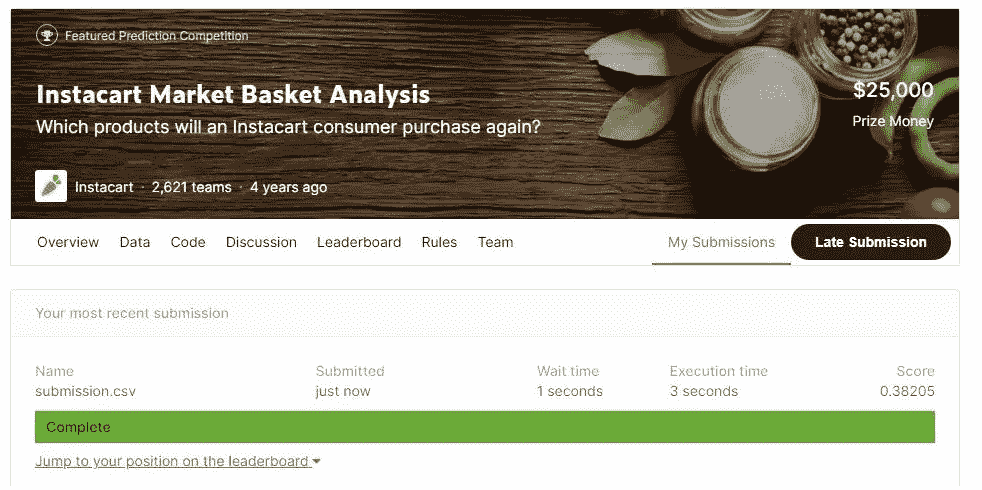 Featured Prediction Competition
Instacart Market Basket Analysis
$25,000
Which products will an Instacart consumer purchase again?
Prize Money
Instacart · 2,621 teams · 4 years ago
Overview Data Code Discussion Leaderboard Rules Team My Submissions Late Submission
Your most recent submission
Name Submitted Wait time Execution time Score
submission.csv just now 1 seconds 3 seconds 0.38205
Complete
Jump to your position on the leaderboard